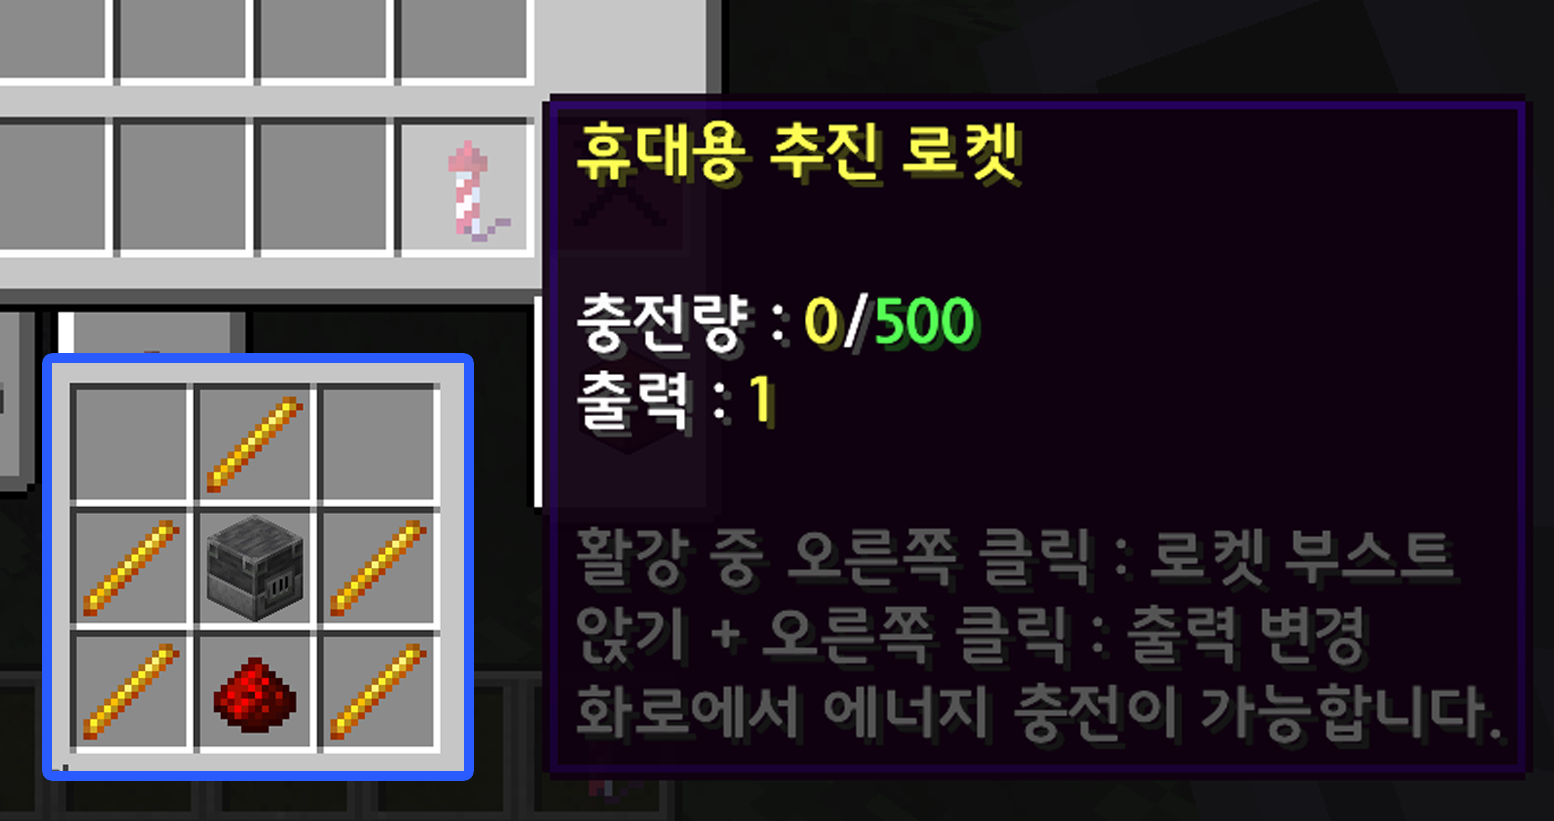 휴대용 추진 로켓
충전량 : 0/500
출력 : 1
활강 중 오른쪽 클릭 : 로켓 부스트
앉기 + 오른쪽 클릭 : 출력 변경
화로에서 에너지 충전이 가능합니다.